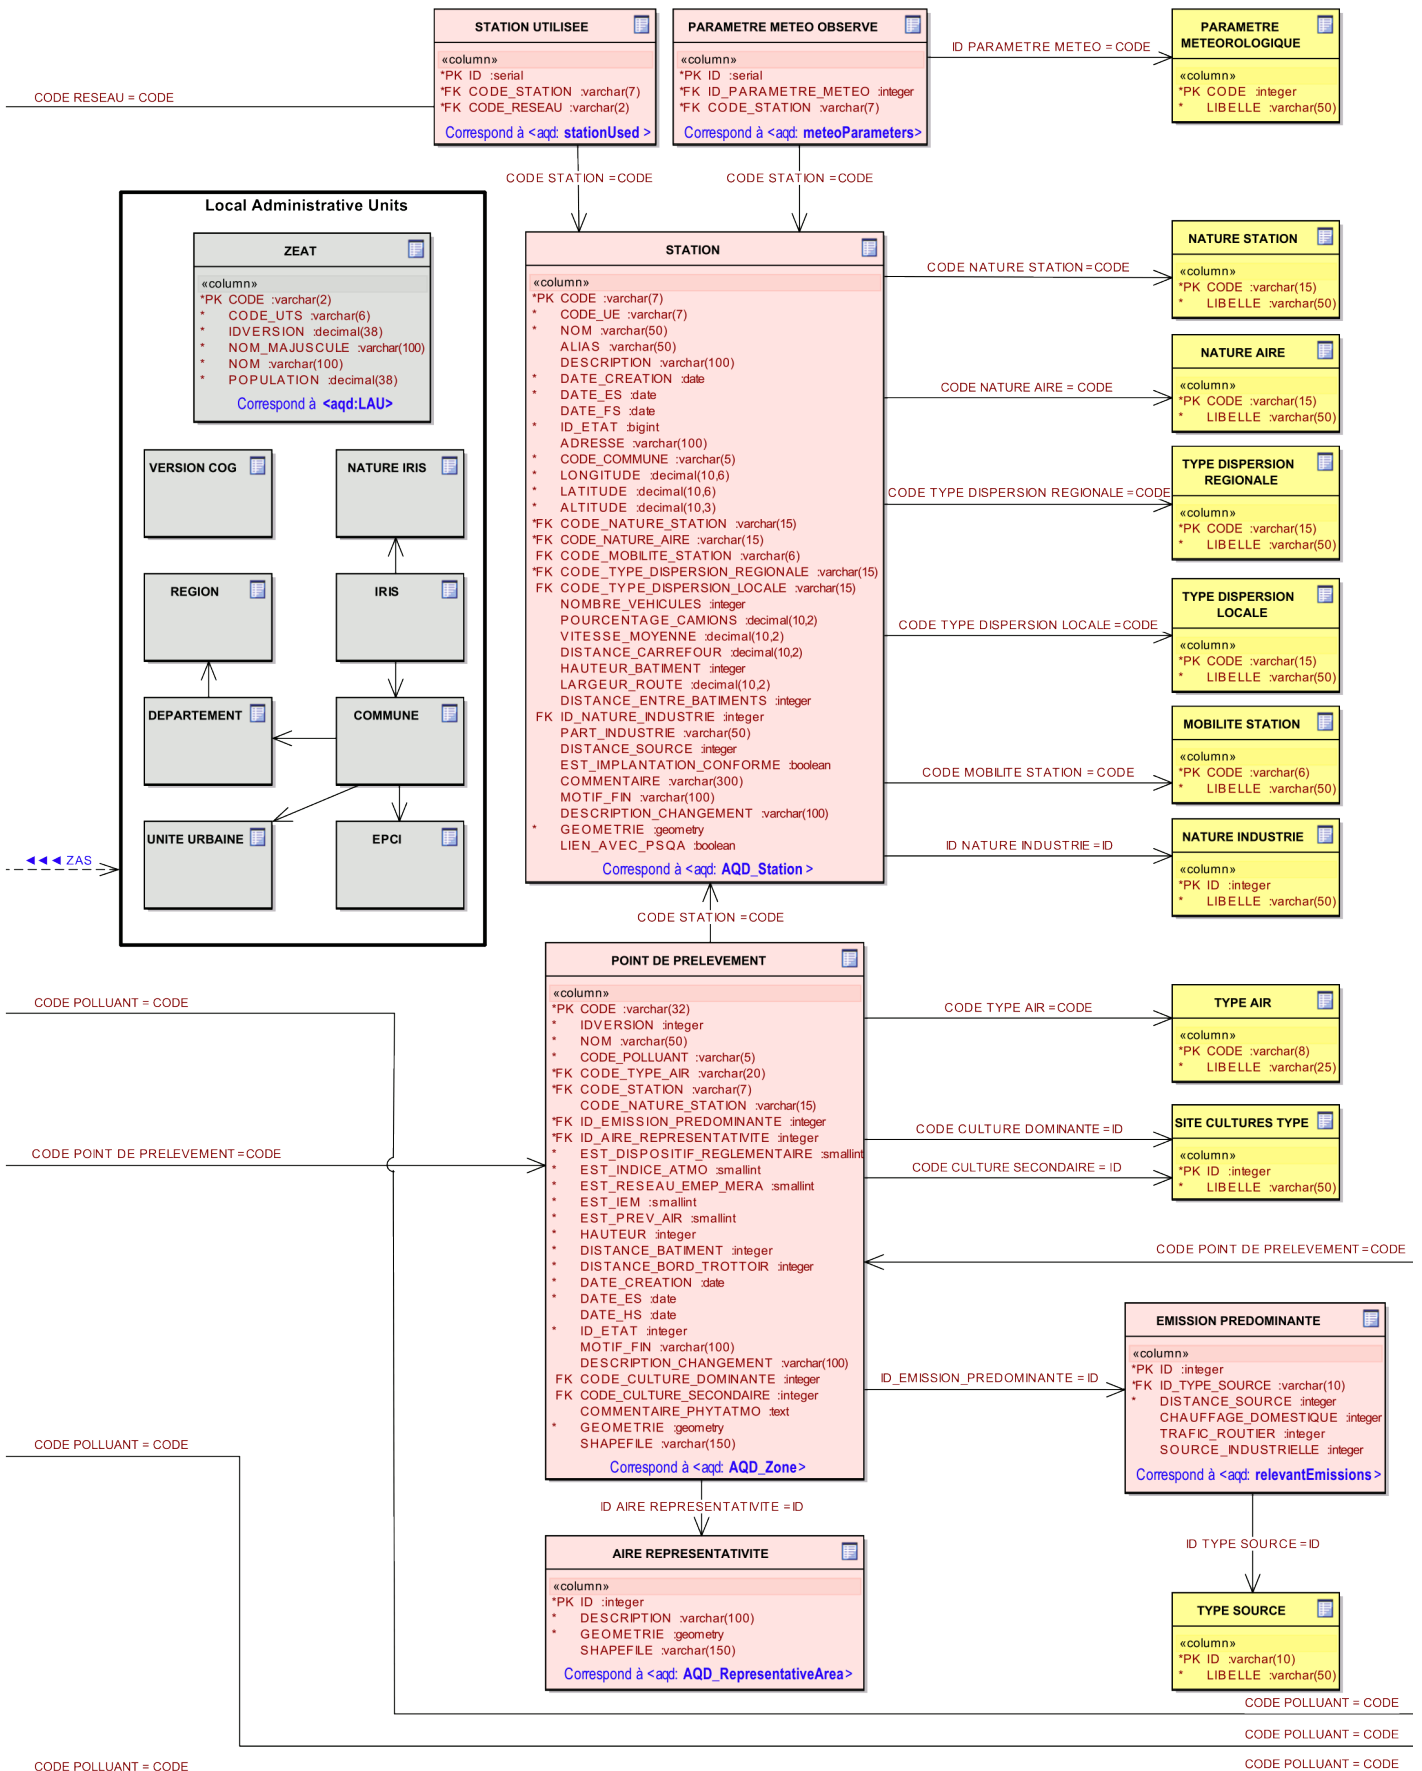 STATION UTILISEE
«column»
*PK ID :serial
*FK CODE_STATION :varchar(7)
*FK CODE_RESEAU :varchar(2)
Correspond à <aqd: stationUsed >
PARAMETRE METEO OBSERVE
«column»
*PK ID :serial
*FK ID_PARAMETRE_METEO :integer
*FK CODE_STATION :varchar(7)
Correspond à <aqd: meteoParameters>
ID PARAMETRE METEO = CODE
PARAMETRE
METEOROLOGIQUE
«column»
*PK CODE :integer
* LIBELLE :varchar(50)
CODE RESEAU = CODE
CODE STATION =CODE
CODE STATION =CODE
Local Administrative Units
ZEAT
«column»
*PK CODE :varchar(2)
* CODE_UTS :varchar(6)
* IDVERSION :decimal(38)
* NOM_MAJUSCULE :varchar(100)
* NOM :varchar(100)
* POPULATION :decimal(38)
Correspond à <aqd:LAU>
VERSION COG
NATURE IRIS
REGION
IRIS
DEPARTEMENT
COMMUNE
UNITE URBAINE
EPCI
◄◄◄ ZAS
STATION
«column»
*PK CODE :varchar(7)
* CODE_UE :varchar(7)
* NOM :varchar(50)
ALIAS :varchar(50)
DESCRIPTION :varchar(100)
* DATE_CREATION :date
* DATE_ES :date
DATE_FS :date
* ID_ETAT :bigint
ADRESSE :varchar(100)
* CODE_COMMUNE :varchar(5)
* LONGITUDE :decimal(10,6)
* LATITUDE :decimal(10,6)
* ALTITUDE :decimal(10,3)
*FK CODE_NATURE_STATION :varchar(15)
*FK CODE_NATURE_AIRE :varchar(15)
FK CODE_MOBILITE_STATION :varchar(6)
*FK CODE_TYPE_DISPERSION_REGIONALE :varchar(15)
FK CODE_TYPE_DISPERSION_LOCALE :varchar(15)
NOMBRE_VEHICULES :integer
POURCENTAGE_CAMIONS :decimal(10,2)
VITESSE_MOYENNE :decimal(10,2)
DISTANCE_CARREFOUR :decimal(10,2)
HAUTEUR_BATIMENT :integer
LARGEUR_ROUTE :decimal(10,2)
DISTANCE_ENTRE_BATIMENTS :integer
FK ID_NATURE_INDUSTRIE :integer
PART_INDUSTRIE :varchar(50)
DISTANCE_SOURCE :integer
EST_IMPLANTATION_CONFORME :boolean
COMMENTAIRE :varchar(300)
MOTIF_FIN :varchar(100)
DESCRIPTION_CHANGEMENT :varchar(100)
* GEOMETRIE :geometry
LIEN_AVEC_PSQA :boolean
Correspond à <aqd: AQD_Station >
CODE NATURE STATION=CODE
NATURE STATION
«column»
*PK CODE :varchar(15)
* LIBELLE :varchar(50)
CODE NATURE AIRE = CODE
NATURE AIRE
«column»
*PK CODE :varchar(15)
* LIBELLE :varchar(50)
CODE TYPE DISPERSION REGIONALE =CODE
TYPE DISPERSION
REGIONALE
«column»
*PK CODE :varchar(15)
* LIBELLE :varchar(50)
CODE TYPE DISPERSION LOCALE =CODE
TYPE DISPERSION
LOCALE
«column»
*PK CODE :varchar(15)
* LIBELLE :varchar(50)
CODE MOBILITE STATION = CODE
MOBILITE STATION
«column»
*PK CODE :varchar(6)
* LIBELLE :varchar(50)
ID NATURE INDUSTRIE =ID
NATURE INDUSTRIE
«column»
*PK ID :integer
* LIBELLE :varchar(50)
CODE STATION =CODE
POINT DE PRELEVEMENT
«column»
*PK CODE :varchar(32)
* IDVERSION :integer
* NOM :varchar(50)
* CODE_POLLUANT :varchar(5)
*FK CODE_TYPE_AIR :varchar(20)
*FK CODE_STATION :varchar(7)
CODE_NATURE_STATION :varchar(15)
*FK ID_EMISSION_PREDOMINANTE :integer
*FK ID_AIRE_REPRESENTATIVITE :integer
* EST_DISPOSITIF_REGLEMENTAIRE :smallint
* EST_INDICE_ATMO :smallint
* EST_RESEAU_EMEP_MERA :smallint
* EST_IEM :smallint
* EST_PREV_AIR :smallint
* HAUTEUR :integer
* DISTANCE_BATIMENT :integer
* DISTANCE_BORD_TROTTOIR :integer
* DATE_CREATION :date
* DATE_ES :date
DATE_HS :date
* ID_ETAT :integer
MOTIF_FIN :varchar(100)
DESCRIPTION_CHANGEMENT :varchar(100)
FK CODE_CULTURE_DOMINANTE :integer
FK CODE_CULTURE_SECONDAIRE :integer
COMMENTAIRE_PHYTATMO :text
* GEOMETRIE :geometry
SHAPEFILE :varchar(150)
Correspond à <aqd: AQD_Zone>
CODE POLLUANT = CODE
CODE POINT DE PRELEVEMENT=CODE
CODE POLLUANT = CODE
CODE TYPE AIR =CODE
TYPE AIR
«column»
*PK CODE :varchar(8)
* LIBELLE :varchar(25)
CODE CULTURE DOMINANTE =ID
CODE CULTURE SECONDAIRE = ID
SITE CULTURES TYPE
«column»
*PK ID :integer
* LIBELLE :varchar(50)
CODE POINT DE PRELEVEMENT=CODE
ID_EMISSION_PREDOMINANTE = ID
EMISSION PREDOMINANTE
«column»
*PK ID :integer
*FK ID_TYPE_SOURCE :varchar(10)
* DISTANCE_SOURCE :integer
CHAUFFAGE_DOMESTIQUE :integer
TRAFIC_ROUTIER :integer
SOURCE_INDUSTRIELLE :integer
Correspond à <aqd: relevantEmissions>
ID AIRE REPRESENTATIVITE =ID
AIRE REPRESENTATIVITE
«column»
*PK ID :integer
* DESCRIPTION :varchar(100)
* GEOMETRIE :geometry
SHAPEFILE :varchar(150)
Correspond à <aqd: AQD_RepresentativeArea>
ID TYPE SOURCE =ID
TYPE SOURCE
«column»
*PK ID :varchar(10)
* LIBELLE :varchar(50)
CODE POLLUANT = CODE
CODE POLLUANT = CODE
CODE POLLUANT = CODE
CODE POLLUANT = CODE